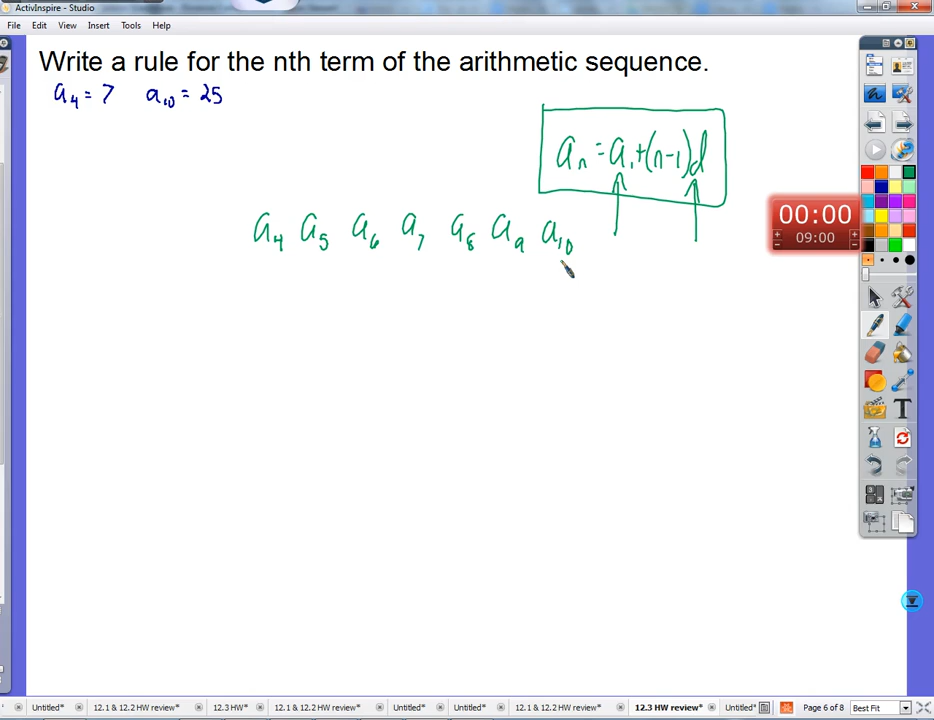 ActivInspire - Studio
File Edit View Insert Tools Help
Write a rule for the nth term of the arithmetic sequence.
a₄ = 7 a₁₀ = 25
aₙ = a₁ + (n-1)d
a₄ a₅ a₆ a₇ a₈ a₉ a₁₀
00:00
09:00
Untitled* 12.1 & 12.2 HW review* 12.3 HW* 12.1 & 12.2 HW review* Untitled* Untitled* 12.1 & 12.2 HW review* 12.3 HW review* Untitled* Page 6 of 8 Best Fit